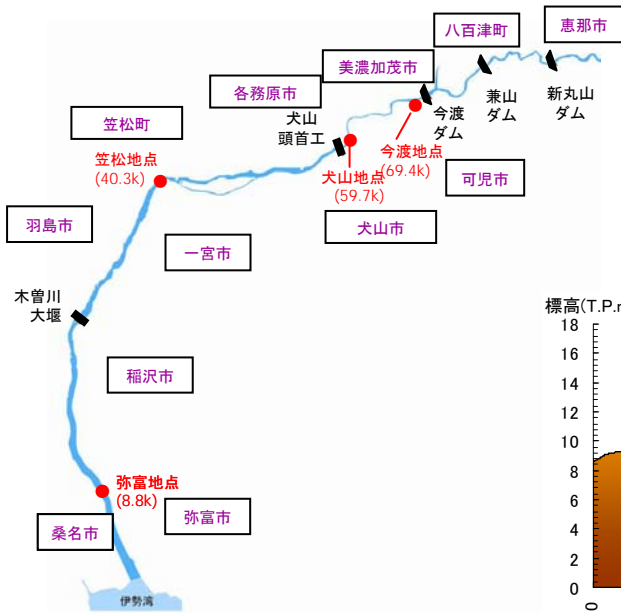 八百津町
恵那市
美濃加茂市
各務原市
犬山
頭首工
今渡
ダム
兼山
ダム
新丸山
ダム
笠松町
笠松地点
(40.3k)
今渡地点
(69.4k)
犬山地点
(59.7k)
可児市
羽島市
一宮市
犬山市
木曽川
大堰
稲沢市
弥富地点
(8.8k)
桑名市
弥富市
伊勢湾
標高(T.P.
18
16
14
12
10
8
6
4
2
0
0